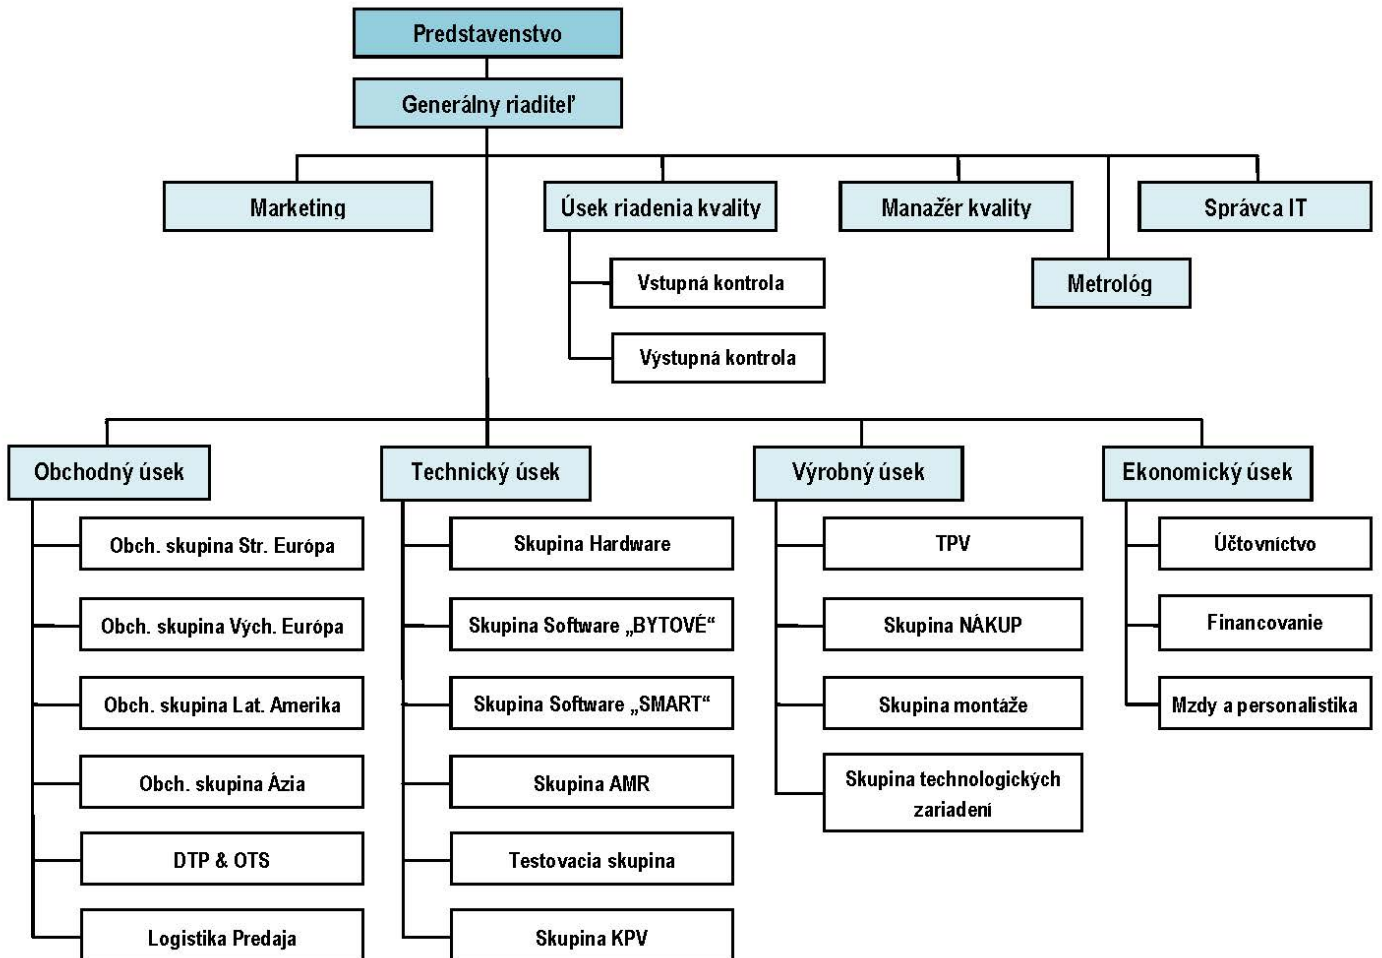 Predstavenstvo
Generálny riaditeľ
Marketing
Úsek riadenia kvality
Manažér kvality
Správca IT
Vstupná kontrola
Metrológ
Výstupná kontrola
Obchodný úsek
Technický úsek
Výrobný úsek
Ekonomický úsek
Obch. skupina Str. Európa
Skupina Hardware
TPV
Účtovníctvo
Obch. skupina Vých. Európa
Skupina Software „BYTOVÉ“
Skupina NÁKUP
Financovanie
Obch. skupina Lat. Amerika
Skupina Software „SMART“
Skupina montáže
Mzdy a personalistika
Obch. skupina Ázia
Skupina AMR
Skupina technologických
zariadení
DTP & OTS
Testovacia skupina
Logistika Predaja
Skupina KPV